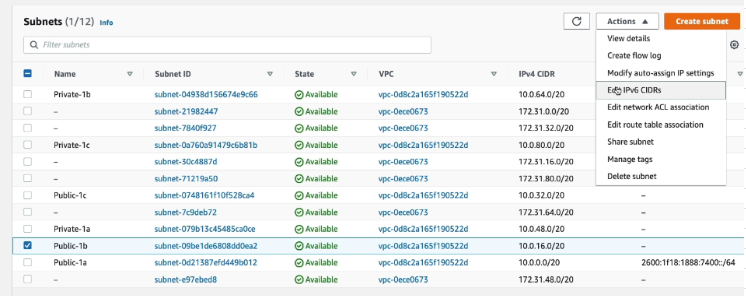 Subnets (1/12) Info
Actions ▲ Create subnet
Filter subnets
View details
Create flow log
Modify auto-assign IP settings
Edit IPv6 CIDRs
Edit network ACL association
Edit route table association
Share subnet
Manage tags
Delete subnet
Name Subnet ID State VPC IPv4 CIDR
Private-1b subnet-04938d156674e9c66 Available vpc-0d8c2a165f190522d 10.0.64.0/20
– subnet-21982447 Available vpc-0ece0673 172.31.0.0/20
– subnet-7840f927 Available vpc-0ece0673 172.31.32.0/20
Private-1c subnet-0a760a91479c6b81b Available vpc-0d8c2a165f190522d 10.0.80.0/20
– subnet-30c4887d Available vpc-0ece0673 172.31.16.0/20
– subnet-71219a50 Available vpc-0ece0673 172.31.80.0/20
Public-1c subnet-0748161f10f528ca4 Available vpc-0d8c2a165f190522d 10.0.32.0/20 –
– subnet-7c9deb72 Available vpc-0ece0673 172.31.64.0/20 –
Private-1a subnet-079b13c45485ca0ce Available vpc-0d8c2a165f190522d 10.0.48.0/20 –
Public-1b subnet-09be1de6808dd0ea2 Available vpc-0d8c2a165f190522d 10.0.16.0/20 –
Public-1a subnet-0d21387efd449b012 Available vpc-0d8c2a165f190522d 10.0.0.0/20 2600:1f18:1888:7400::/64
– subnet-e97ebed8 Available vpc-0ece0673 172.31.48.0/20 –